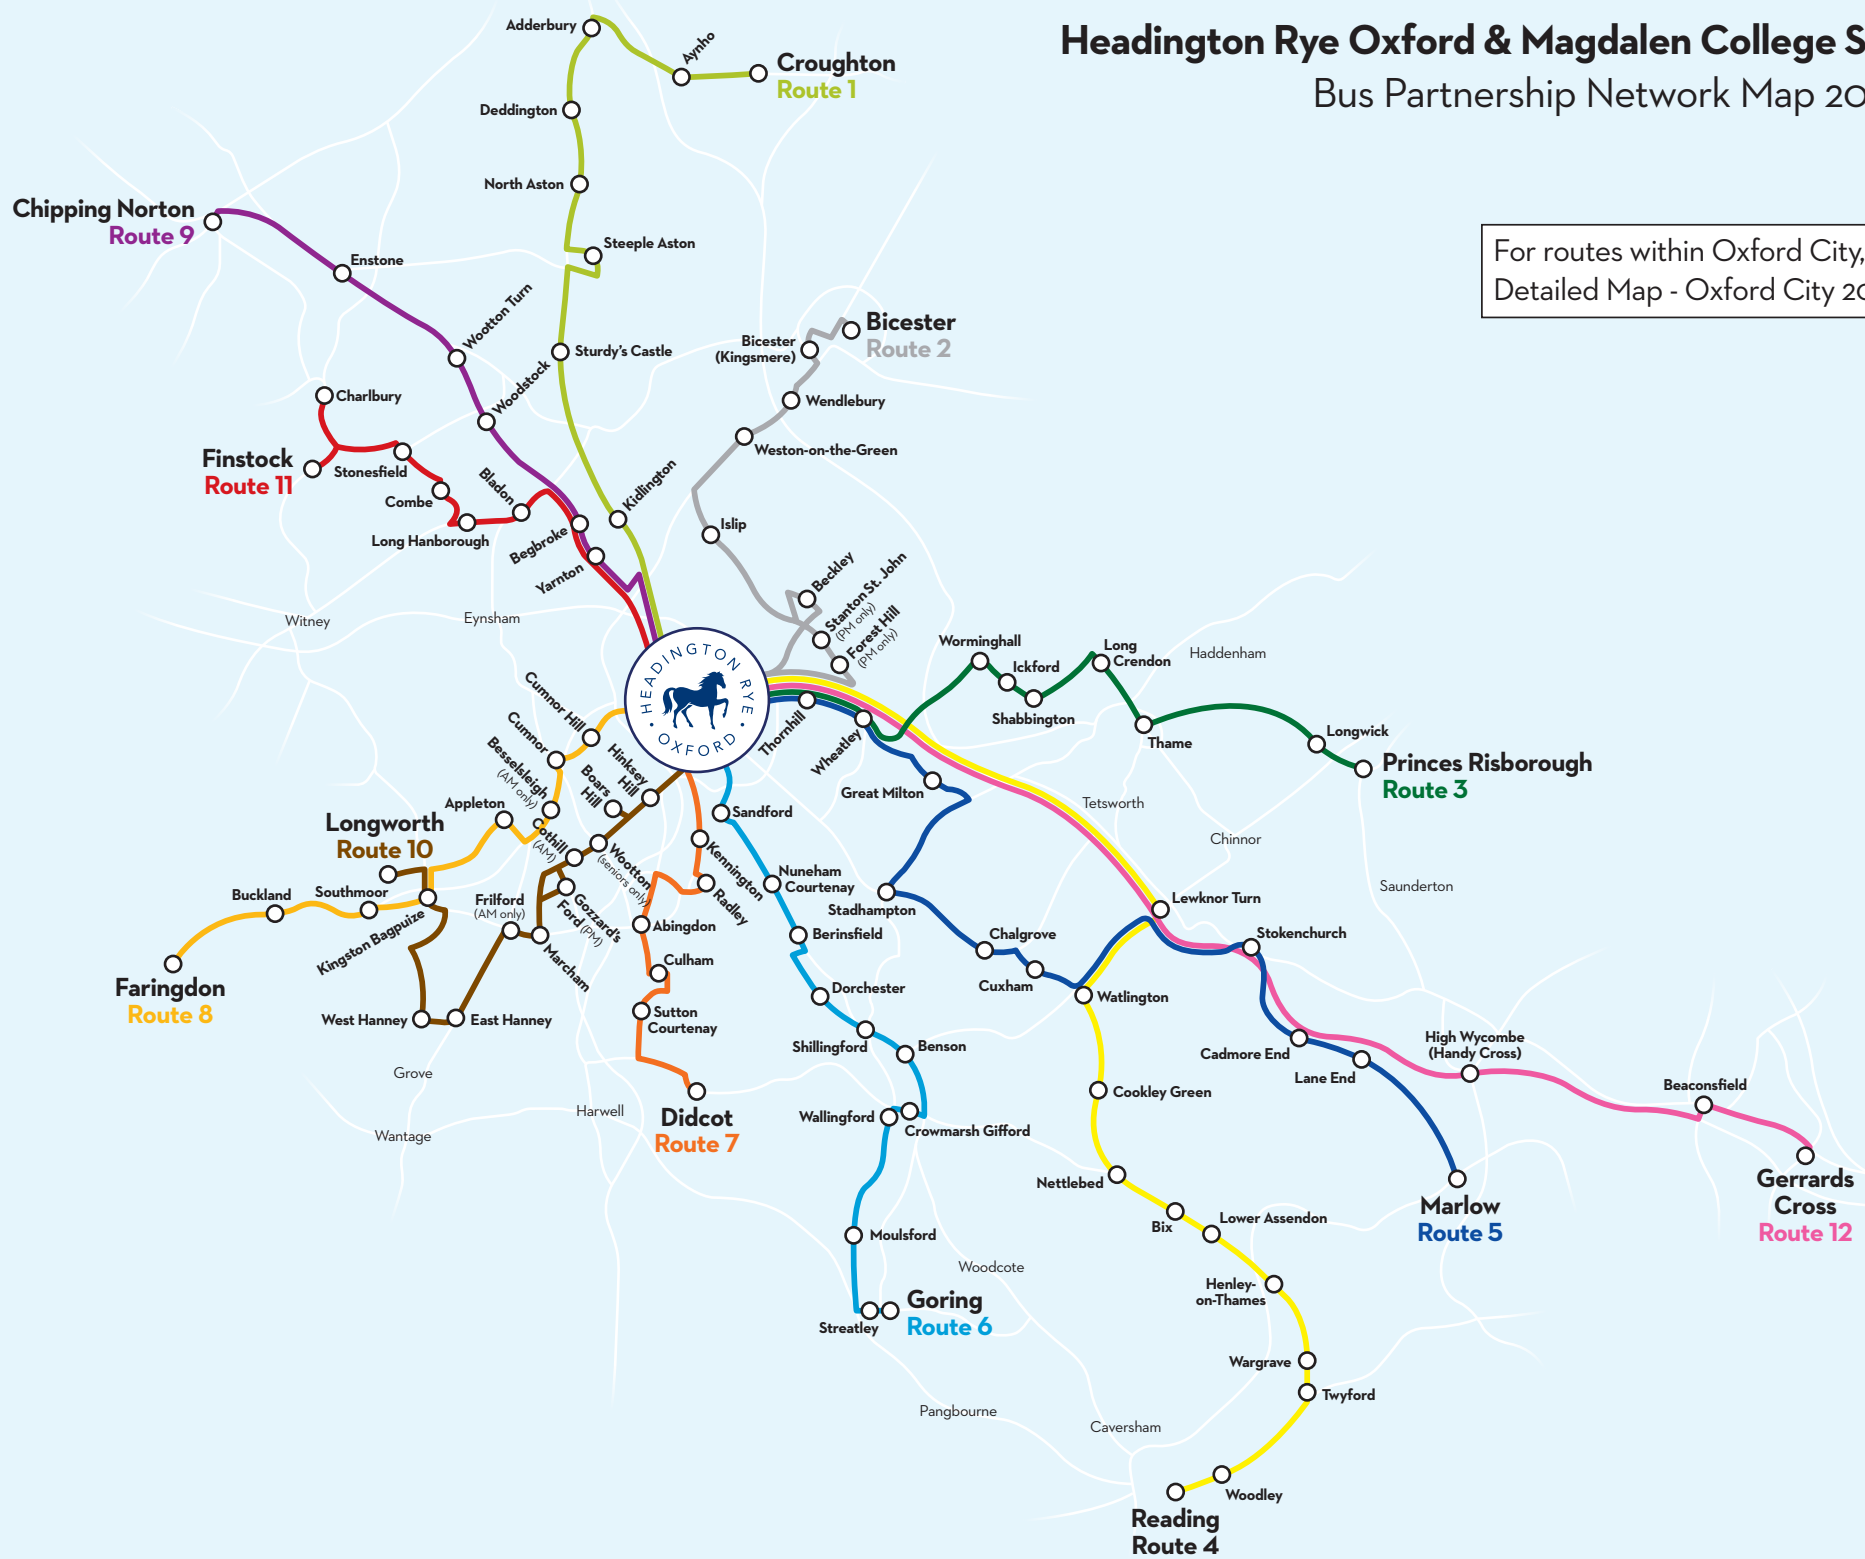 Headington Rye Oxford & Magdalen College S
Bus Partnership Network Map 20
For routes within Oxford City,
Detailed Map - Oxford City 20
Adderbury
Aynho
Croughton
Route 1
Deddington
North Aston
Steeple Aston
Sturdy's Castle
Kidlington
Chipping Norton
Route 9
Enstone
Wootton Turn
Woodstock
Bicester
Route 2
Bicester
(Kingsmere)
Wendlebury
Weston-on-the-Green
Islip
Beckley
Stanton St. John
(PM only)
Forest Hill
(PM only)
Charlbury
Finstock
Route 11
Stonesfield
Combe
Long Hanborough
Bladon
Begbroke
Yarnton
Witney
Eynsham
HEADINGTON RYE
OXFORD
Worminghall
Ickford
Shabbington
Long
Crendon
Haddenham
Thame
Longwick
Princes Risborough
Route 3
Thornhill
Wheatley
Great Milton
Tetsworth
Chinnor
Saunderton
Cumnor Hill
Cumnor
Besselsleigh
(AM only)
Appleton
Hinksey
Hill
Boars
Hill
Cothill
(AM)
Wootton
(seniors only)
Longworth
Route 10
Buckland
Southmoor
Kingston Bagpuize
Faringdon
Route 8
Frilford
(AM only)
Gozzard's
Ford (PM)
Marcham
West Hanney
East Hanney
Grove
Wantage
Harwell
Sandford
Kennington
Radley
Abingdon
Culham
Sutton
Courtenay
Didcot
Route 7
Nuneham
Courtenay
Berinsfield
Dorchester
Shillingford
Benson
Wallingford
Crowmarsh Gifford
Moulsford
Streatley
Goring
Route 6
Woodcote
Pangbourne
Caversham
Stadhampton
Chalgrove
Cuxham
Watlington
Lewknor Turn
Stokenchurch
Cadmore End
Lane End
High Wycombe
(Handy Cross)
Beaconsfield
Gerrards
Cross
Route 12
Marlow
Route 5
Cookley Green
Nettlebed
Bix
Lower Assendon
Henley-
on-Thames
Wargrave
Twyford
Woodley
Reading
Route 4